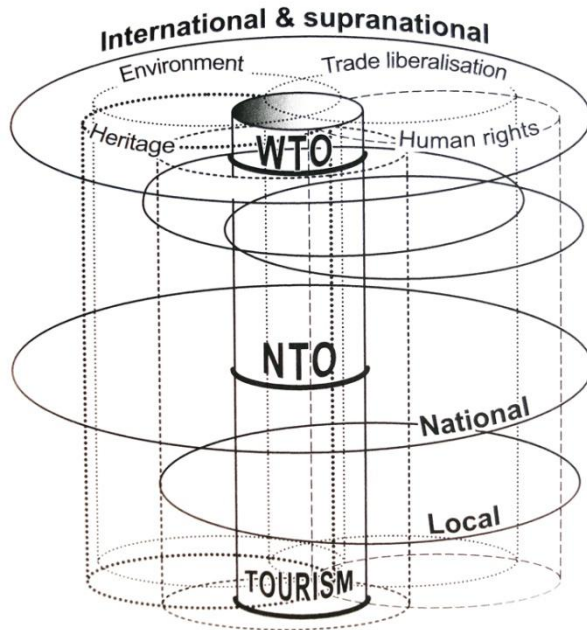 International & supranational
Environment
Trade liberalisation
Heritage
WTO
Human rights
NTO
National
Local
TOURISM